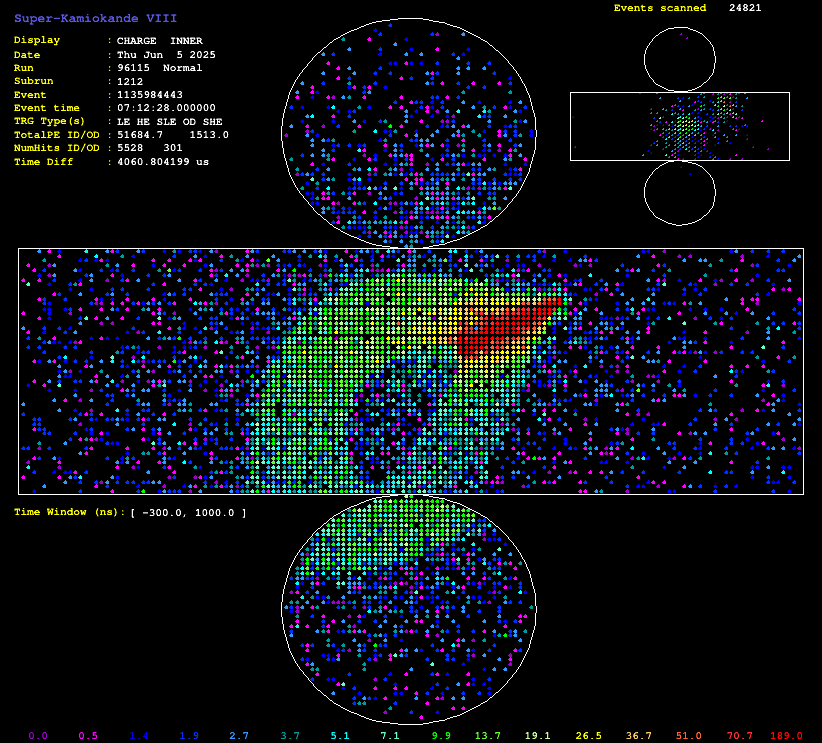 Super-Kamiokande VIII
Events scanned 24821
Display : CHARGE INNER
Date : Thu Jun 5 2025
Run : 96115 Normal
Subrun : 1212
Event : 1135984443
Event time : 07:12:28.000000
TRG Type(s) : LE HE SLE OD SHE
TotalPE ID/OD : 51684.7 1513.0
NumHits ID/OD : 5528 301
Time Diff : 4060.804199 us
Time Window (ns): [ -300.0, 1000.0 ]
0.0 0.5 1.4 1.9 2.7 3.7 5.1 7.1 9.9 13.7 19.1 26.5 36.7 51.0 70.7 189.0